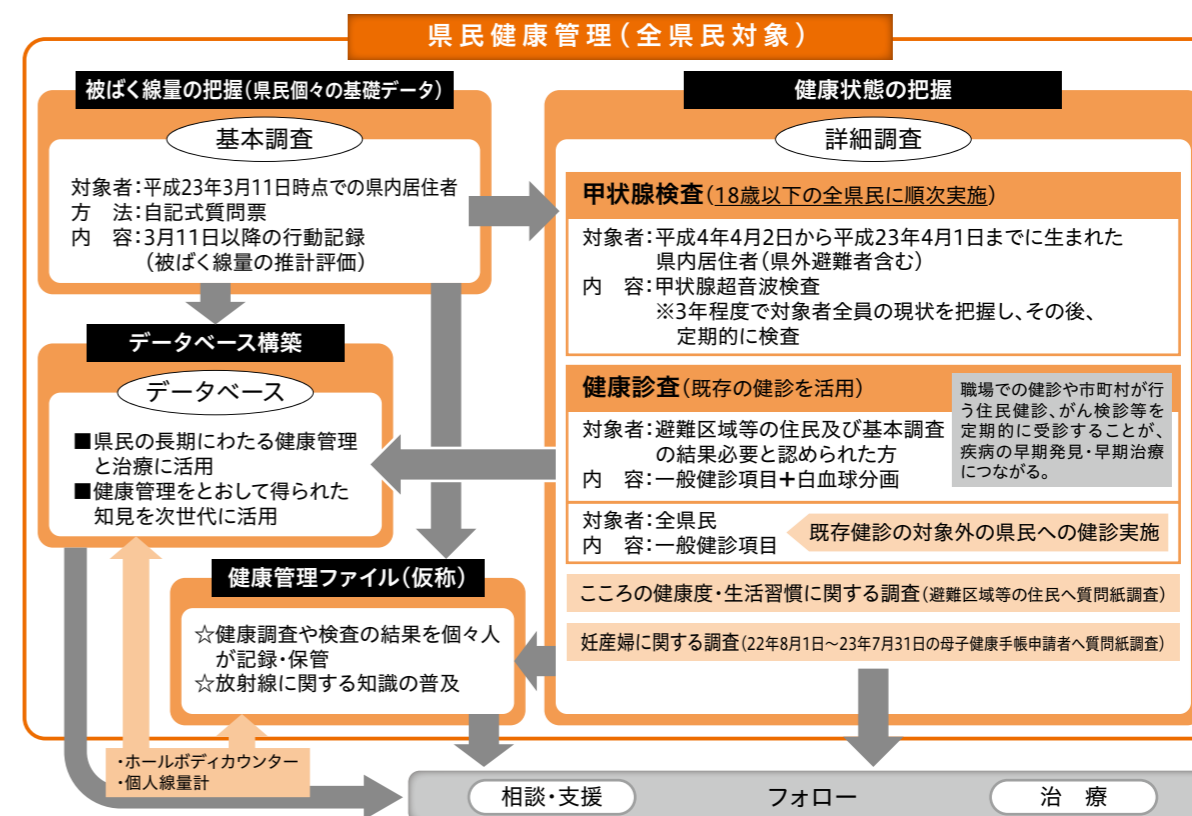 県民健康管理(全県民対象)
被ばく線量の把握(県民個々の基礎データ)
基本調査
対象者:平成23年3月11日時点での県内居住者
方　法:自記式質問票
内　容:3月11日以降の行動記録
(被ばく線量の推計評価)
データベース構築
データベース
■県民の長期にわたる健康管理
と治療に活用
■健康管理をとおして得られた
知見を次世代に活用
健康管理ファイル(仮称)
☆健康調査や検査の結果を個々人
が記録・保管
☆放射線に関する知識の普及
・ホールボディカウンター
・個人線量計
健康状態の把握
詳細調査
甲状腺検査(18歳以下の全県民に順次実施)
対象者:平成4年4月2日から平成23年4月1日までに生まれた
県内居住者(県外避難者含む)
内　容:甲状腺超音波検査
※3年程度で対象者全員の現状を把握し、その後、
定期的に検査
健康診査(既存の健診を活用)
対象者:避難区域等の住民及び基本調査
の結果必要と認められた方
内　容:一般健診項目+白血球分画
職場での健診や市町村が行
う住民健診、がん検診等を
定期的に受診することが、
疾病の早期発見・早期治療
につながる。
対象者:全県民
内　容:一般健診項目
既存健診の対象外の県民への健診実施
こころの健康度・生活習慣に関する調査(避難区域等の住民へ質問紙調査)
妊産婦に関する調査(22年8月1日～23年7月31日の母子健康手帳申請者へ質問紙調査)
相談・支援
フォロー
治　療